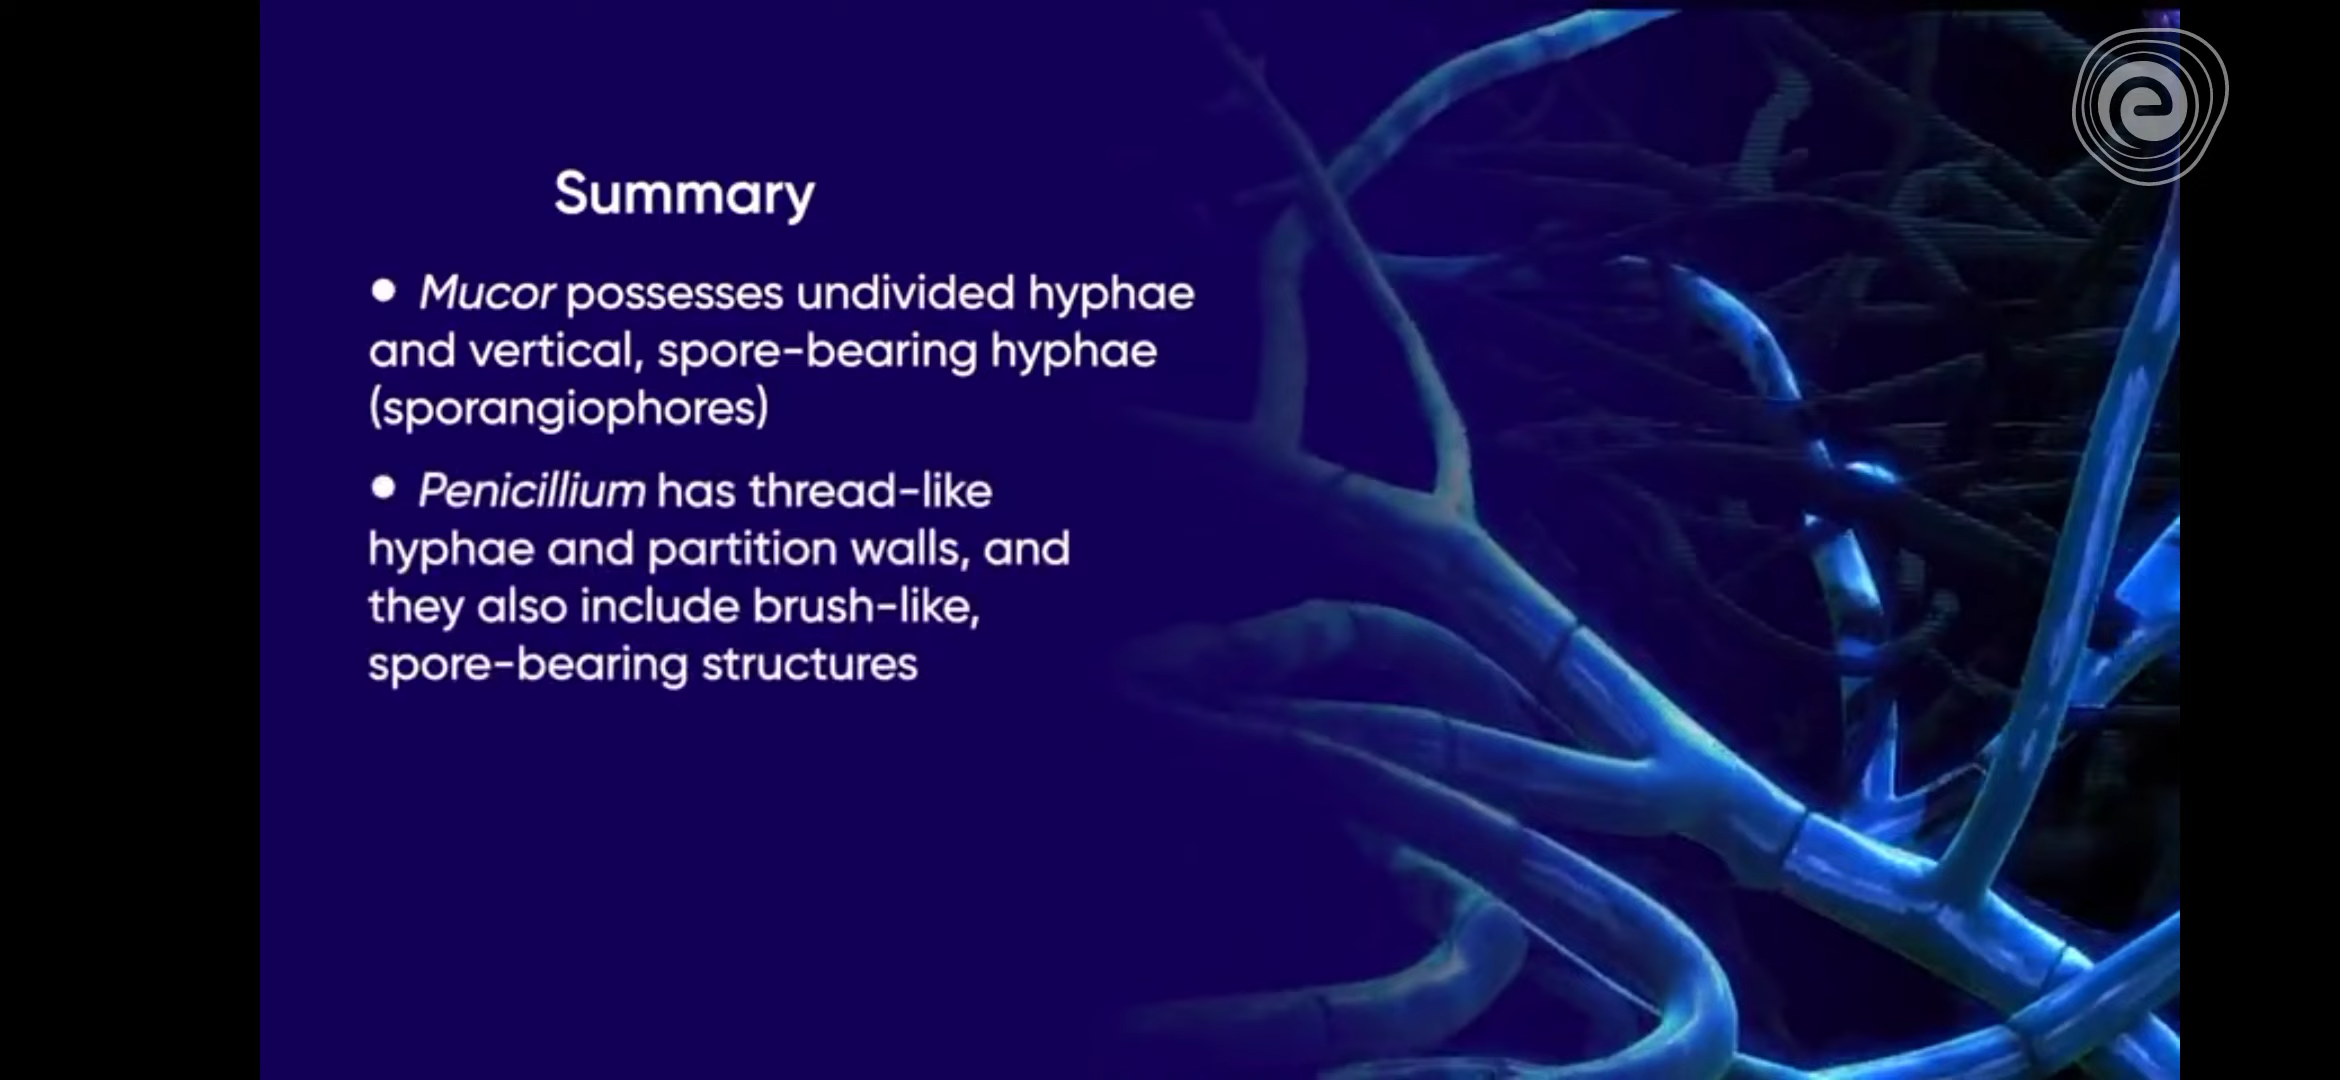 Summary
● Mucor possesses undivided hyphae
and vertical, spore-bearing hyphae
(sporangiophores)
● Penicillium has thread-like
hyphae and partition walls, and
they also include brush-like,
spore-bearing structures
e